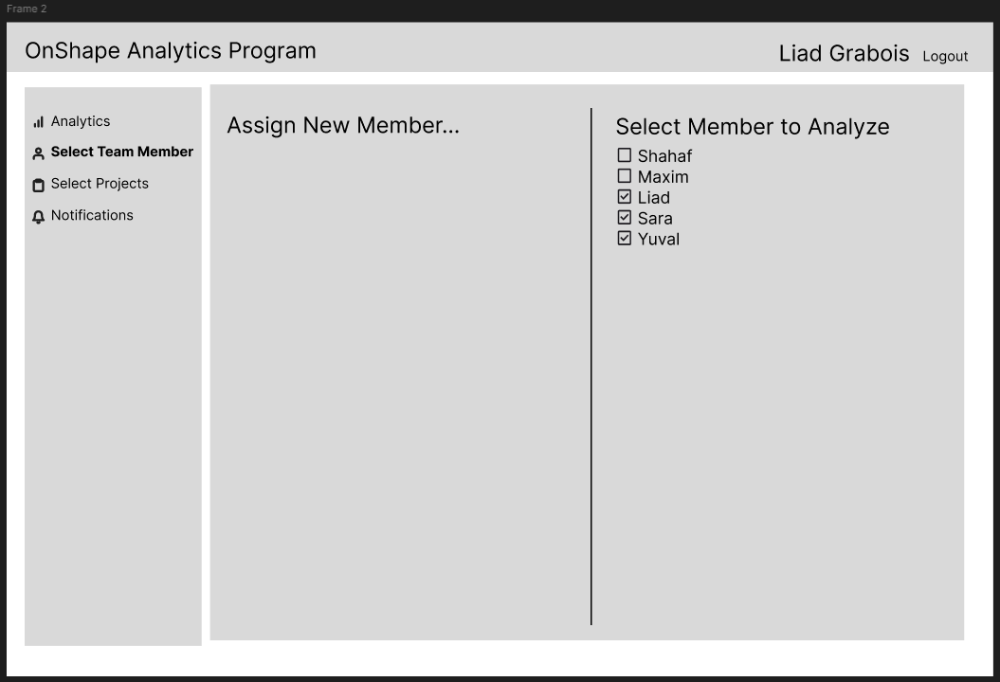 Frame 2
OnShape Analytics Program
Liad Grabois Logout
Analytics
Select Team Member
Select Projects
Notifications
Assign New Member...
Select Member to Analyze
Shahaf
Maxim
Liad
Sara
Yuval